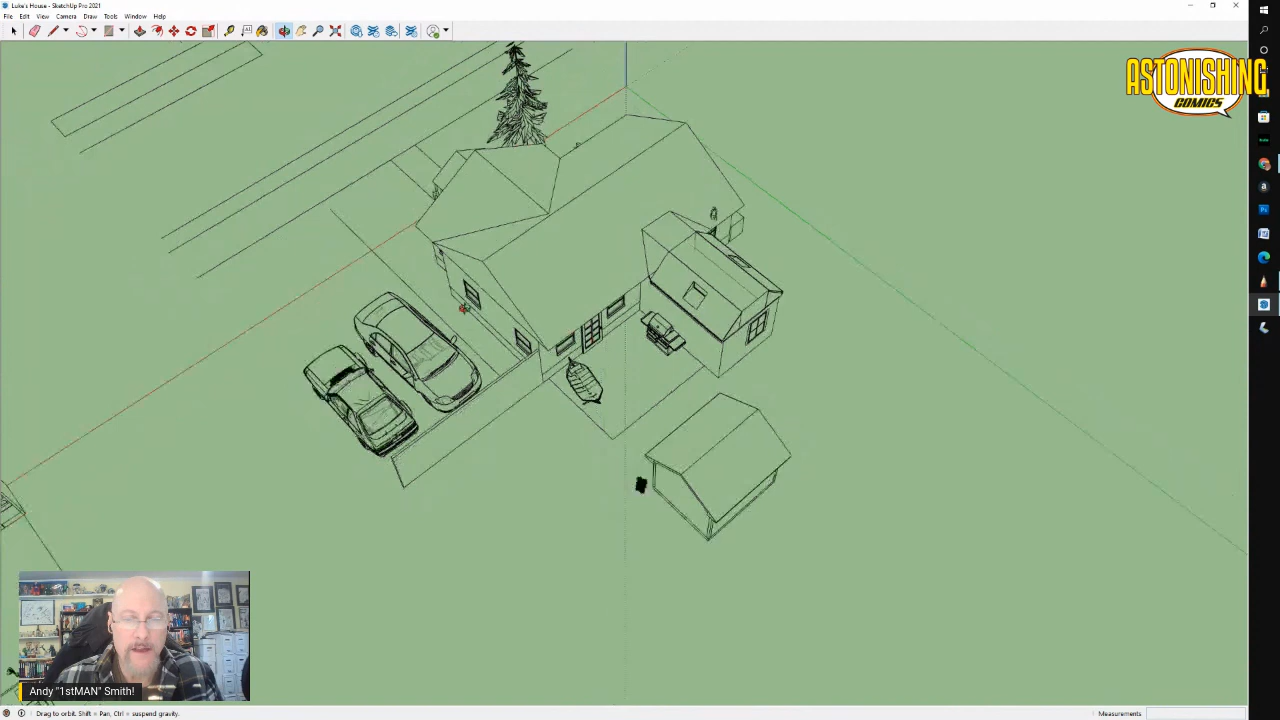 Luke's House - SketchUp Pro 2021
File Edit View Camera Draw Tools Window Help
ASTONISHING
COMICS
Andy "1stMAN" Smith!
Drag to orbit. Shift = Pan, Ctrl = suspend gravity.
Measurements